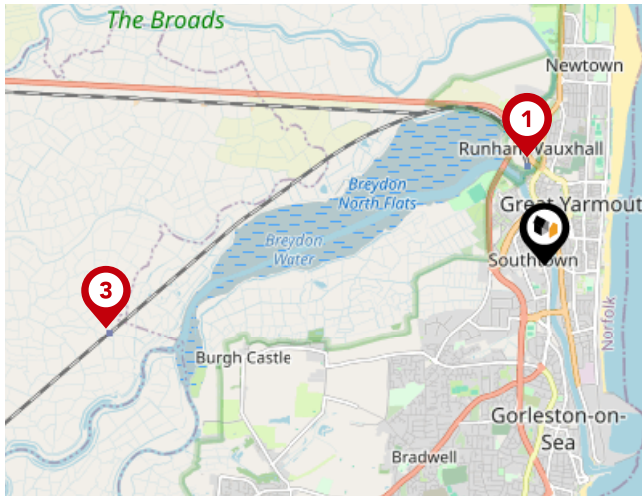 The Broads
Newtown
1
Runham Vauxhall
Breydon
North Flats
Great Yarmout
Breydon
Water
Southtown
3
Norfolk
Burgh Castle
Gorleston-on-
Sea
Bradwell